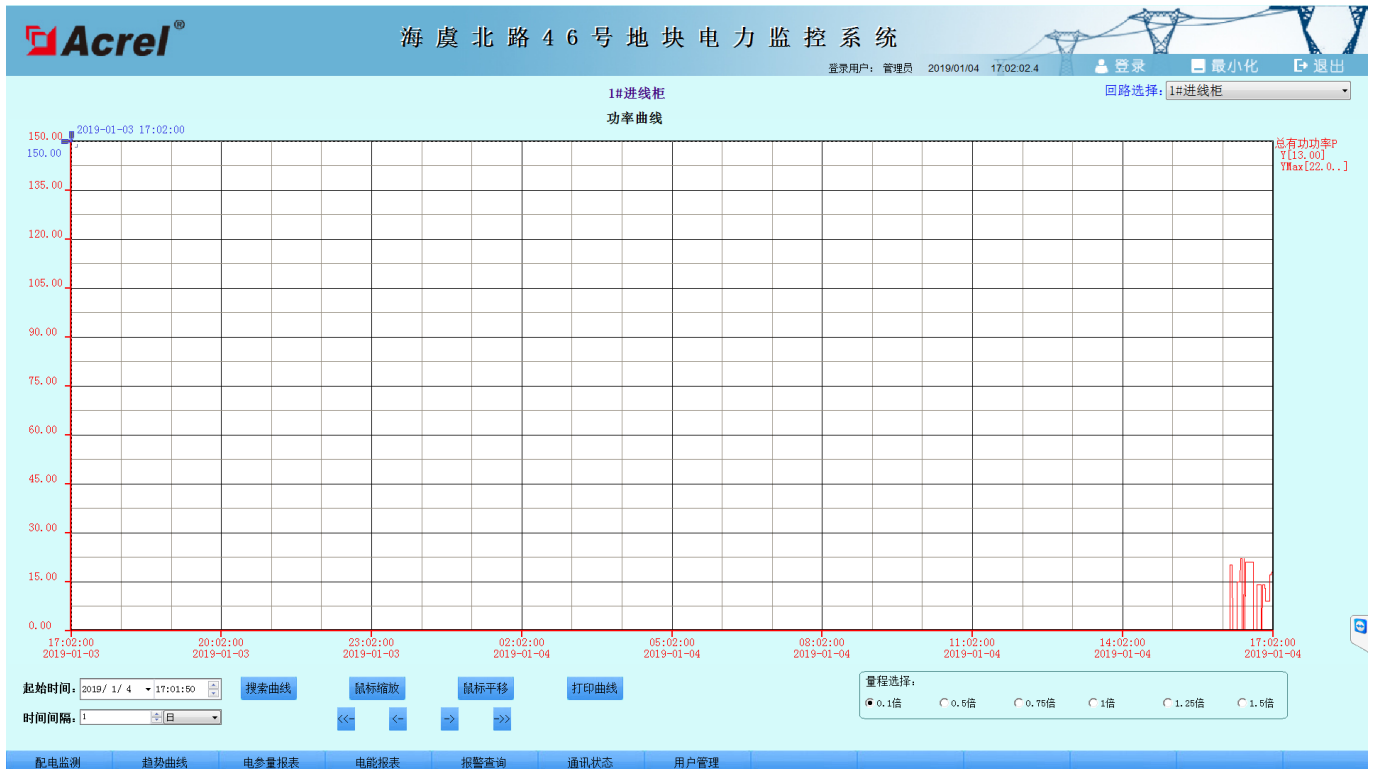 Acrel®
海虞北路46号地块电力监控系统
登录用户： 管理员 2019/01/04 17:02:02.4 登录 最小化 退出
1#进线柜
回路选择： 1#进线柜
功率曲线
2019-01-03 17:02:00
150.00
150.00
135.00
120.00
105.00
90.00
75.00
60.00
45.00
30.00
15.00
0.00
总有功功率P
Y[13.00]
YMax[22.0..]
17:02:00 20:02:00 23:02:00 02:02:00 05:02:00 08:02:00 11:02:00 14:02:00 17:02:00
2019-01-03 2019-01-03 2019-01-03 2019-01-04 2019-01-04 2019-01-04 2019-01-04 2019-01-04 2019-01-04
起始时间： 2019/ 1/ 4 17:01:50 搜索曲线 鼠标缩放 鼠标平移 打印曲线
时间间隔： 1 日 <<- <- -> ->>
量程选择：
0.1倍 0.5倍 0.75倍 1倍 1.25倍 1.5倍
配电监测 趋势曲线 电参量报表 电能报表 报警查询 通讯状态 用户管理